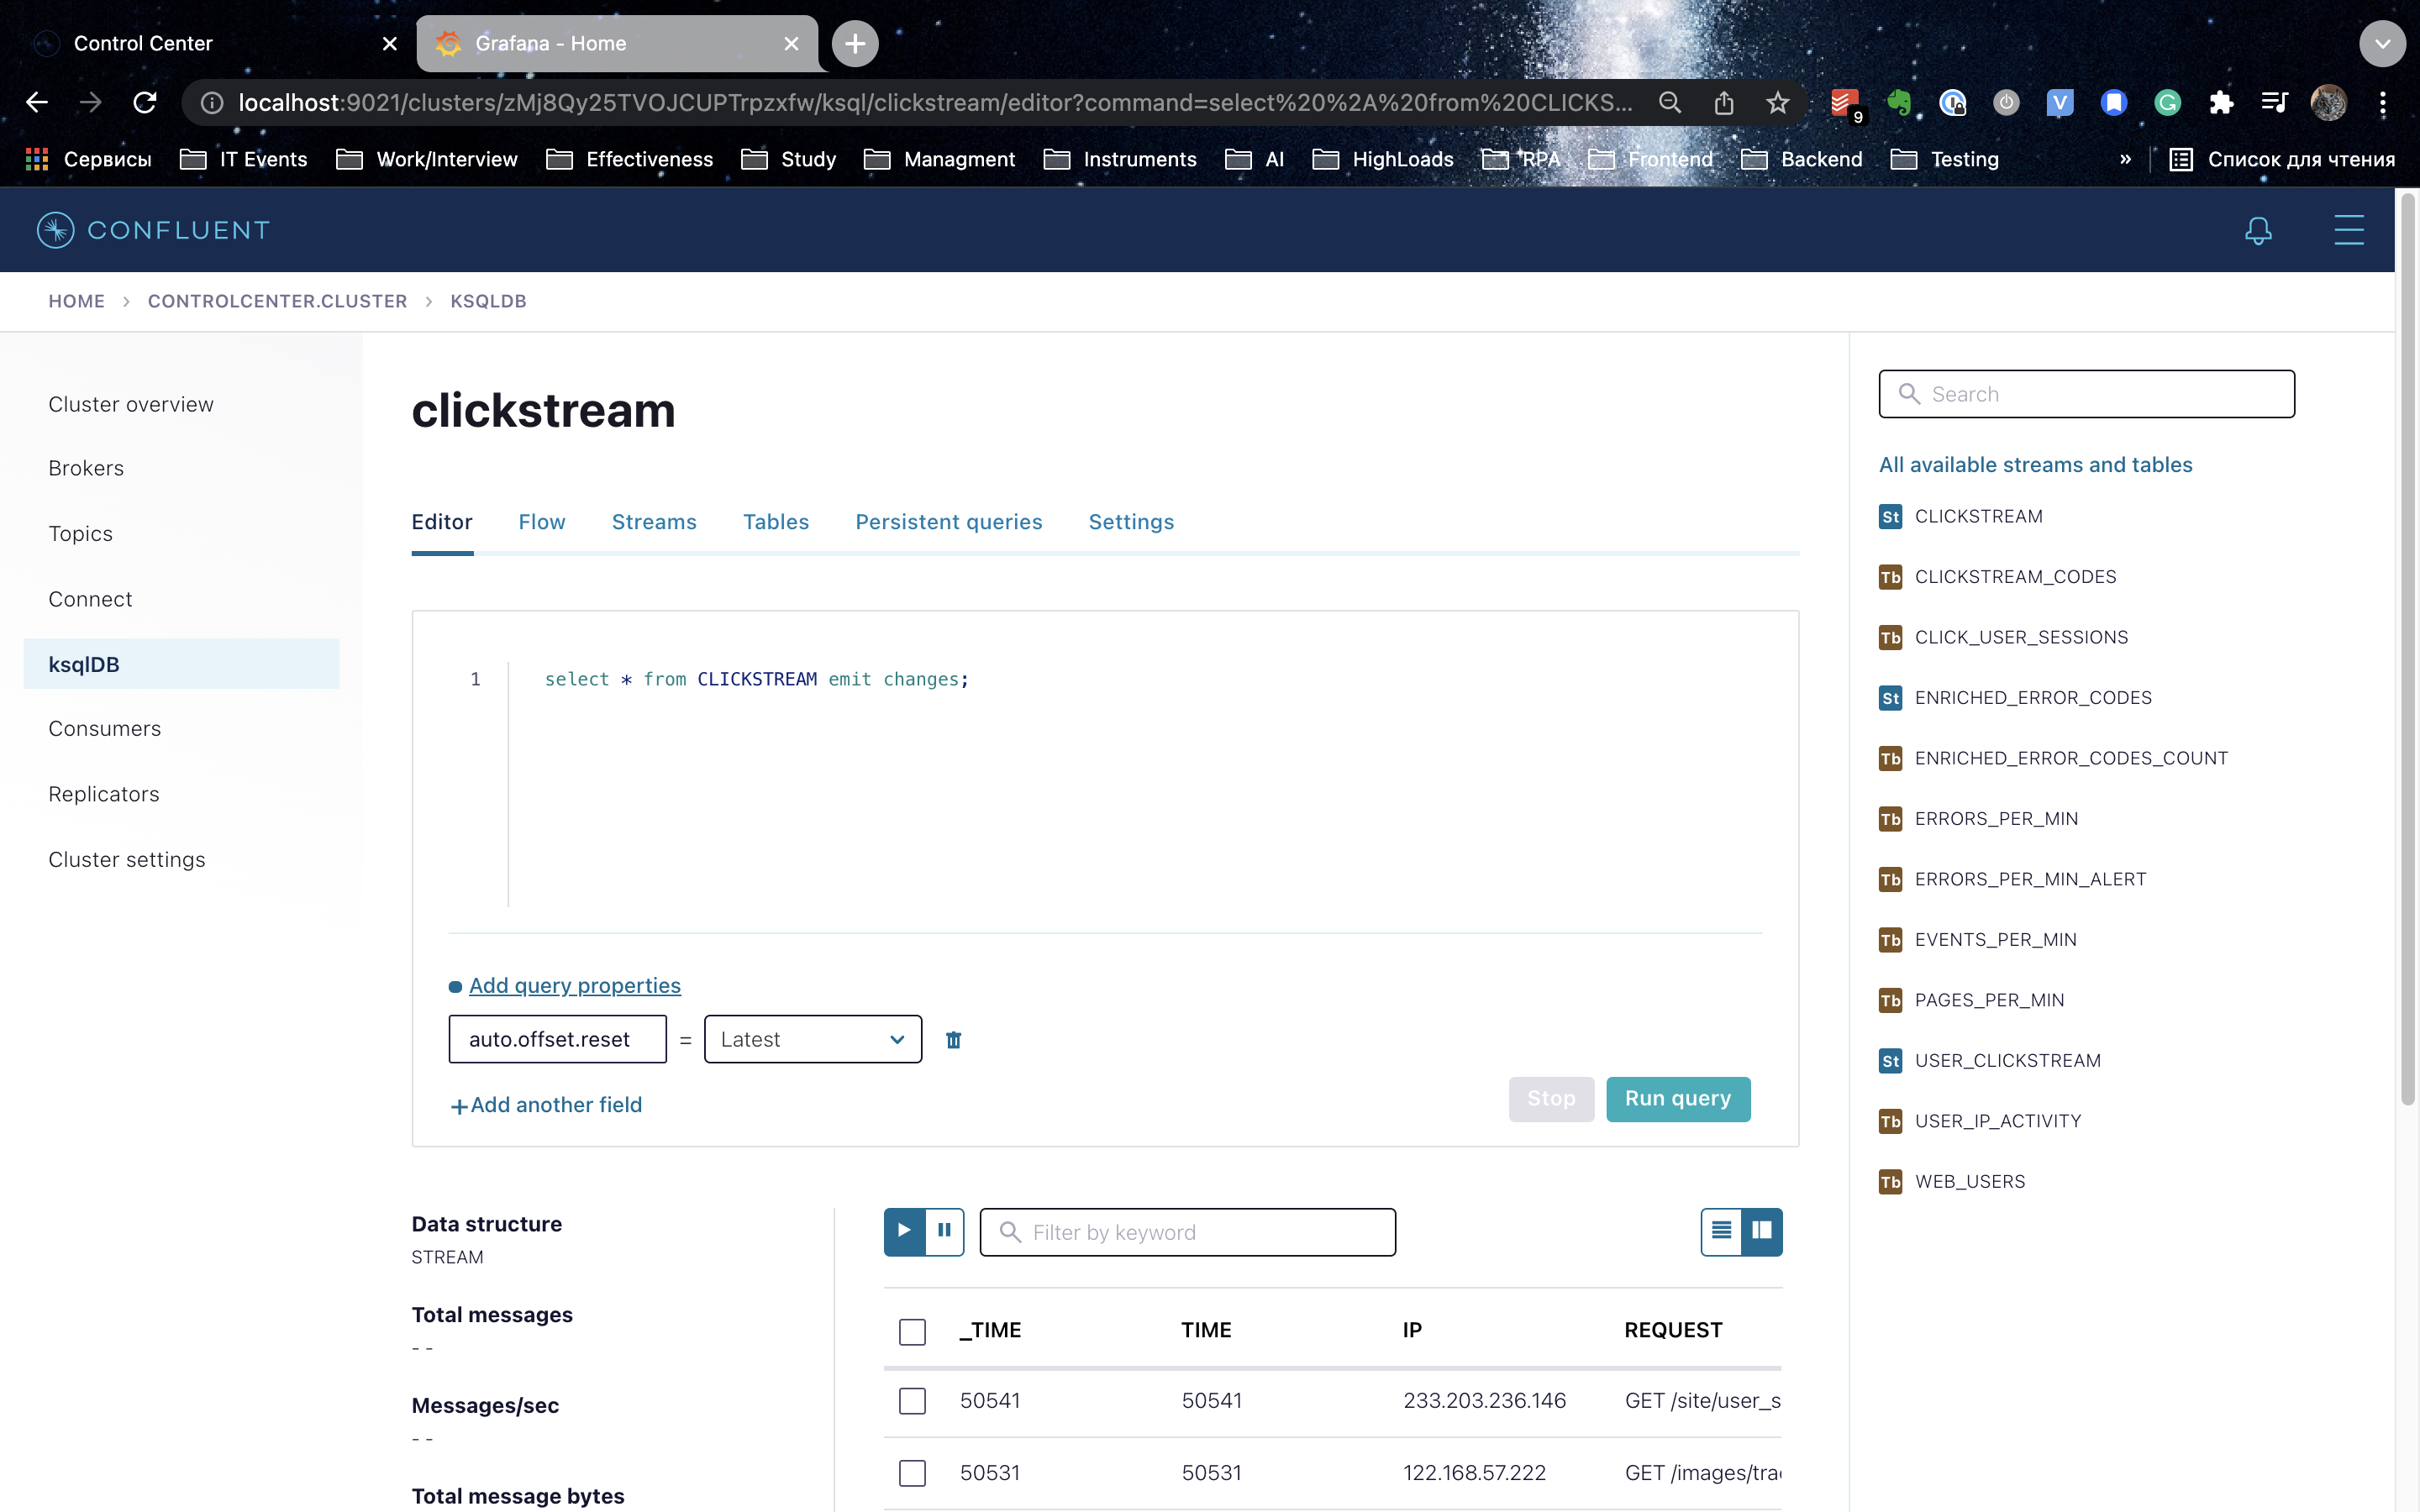 Control Center
Grafana - Home
localhost:9021/clusters/zMj8Qy25TVOJCUPTrpzxfw/ksql/clickstream/editor?command=select%20%2A%20from%20CLICKS...
9
Сервисы IT Events Work/Interview Effectiveness Study Managment Instruments AI HighLoads RPA Frontend Backend Testing » Список для чтения
CONFLUENT
HOME > CONTROLCENTER.CLUSTER > KSQLDB
Cluster overview
Brokers
Topics
Connect
ksqlDB
Consumers
Replicators
Cluster settings
clickstream
Editor Flow Streams Tables Persistent queries Settings
1 select * from CLICKSTREAM emit changes;
Add query properties
auto.offset.reset = Latest
+Add another field
Stop Run query
Data structure
STREAM
Total messages
- -
Messages/sec
- -
Total message bytes
Filter by keyword
_TIME TIME IP REQUEST
50541 50541 233.203.236.146 GET /site/user_s
50531 50531 122.168.57.222 GET /images/tra
Search
All available streams and tables
St CLICKSTREAM
Tb CLICKSTREAM_CODES
Tb CLICK_USER_SESSIONS
St ENRICHED_ERROR_CODES
Tb ENRICHED_ERROR_CODES_COUNT
Tb ERRORS_PER_MIN
Tb ERRORS_PER_MIN_ALERT
Tb EVENTS_PER_MIN
Tb PAGES_PER_MIN
St USER_CLICKSTREAM
Tb USER_IP_ACTIVITY
Tb WEB_USERS